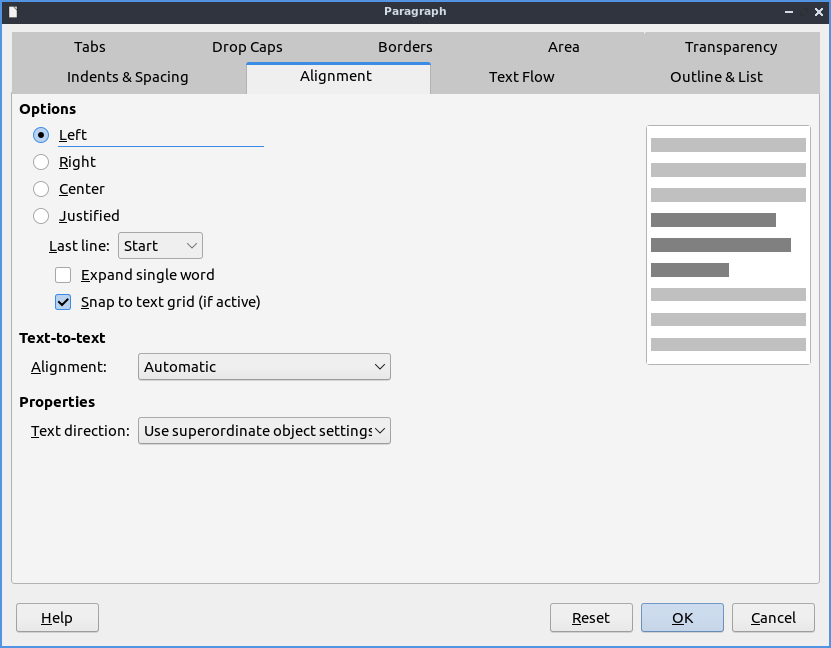 Paragraph
Tabs Drop Caps Borders Area Transparency
Indents & Spacing Alignment Text Flow Outline & List
Options
Left
Right
Center
Justified
Last line: Start
Expand single word
Snap to text grid (if active)
Text-to-text
Alignment: Automatic
Properties
Text direction: Use superordinate object settings
Help Reset OK Cancel